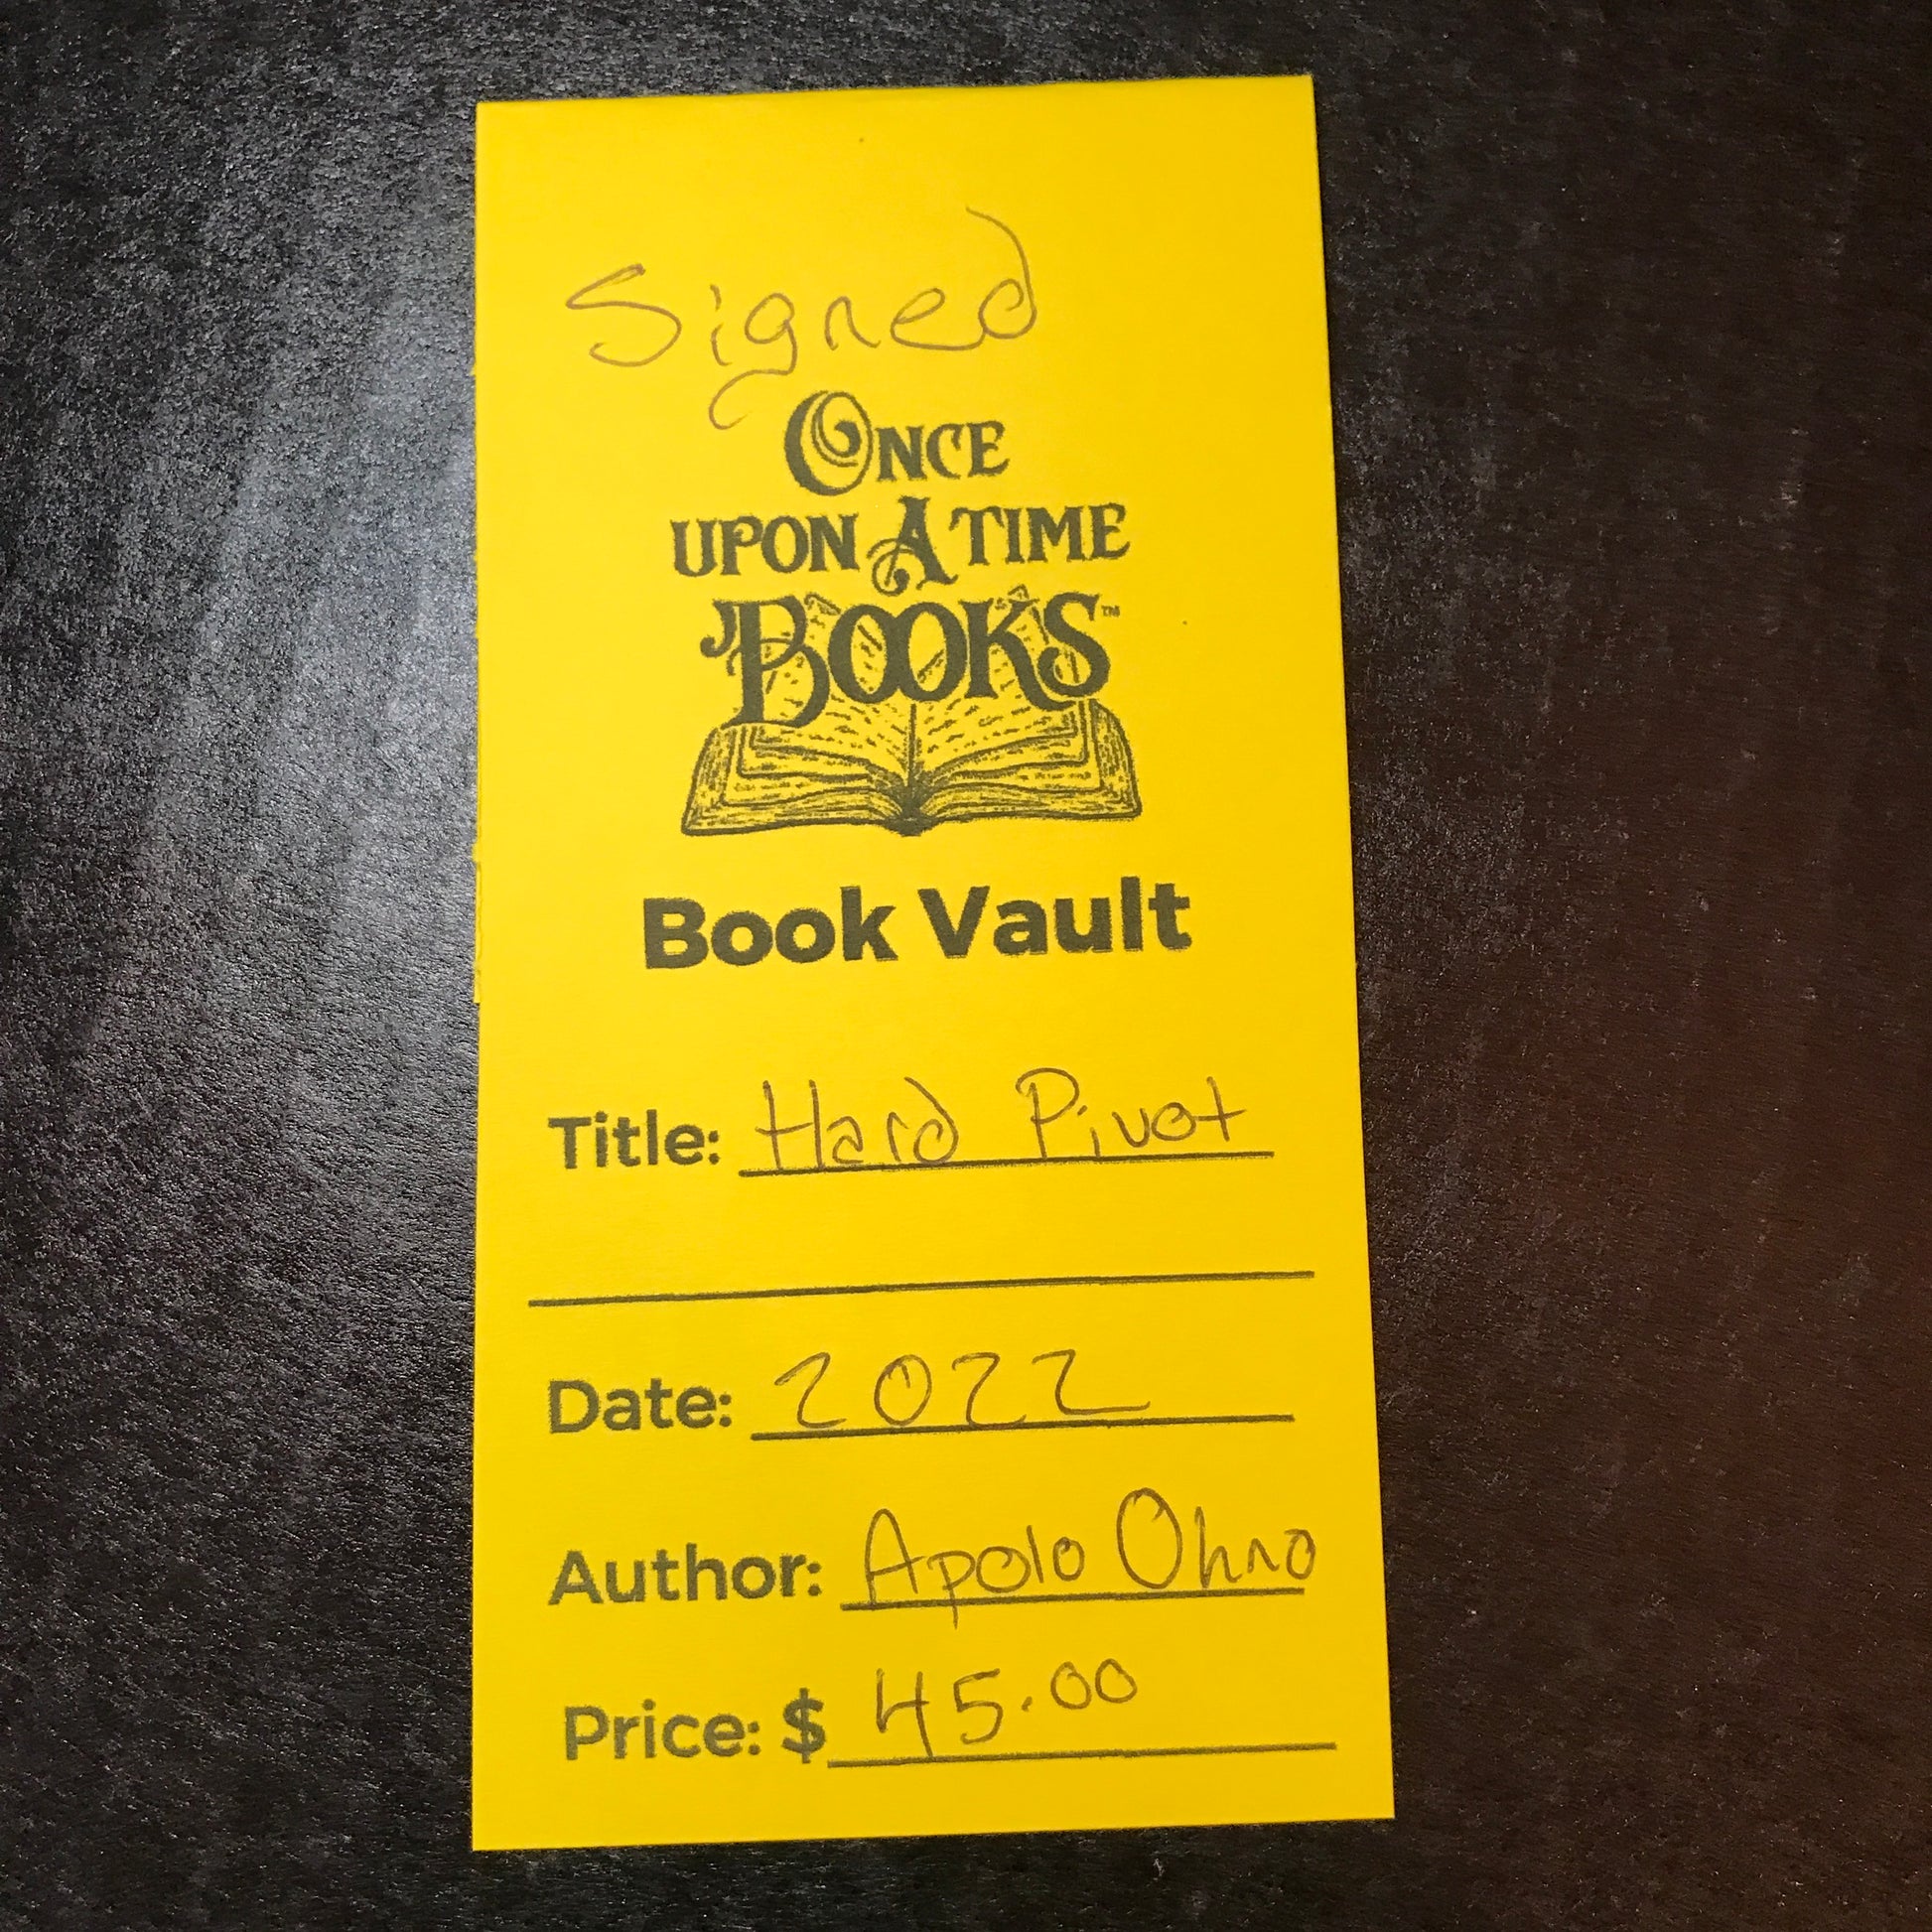 Signed
ONCE
UPON A TIME
BOOKS™
Book Vault
Title: Hard Pivot
Date: 2022
Author: Apolo Ohno
Price: $ 45.00